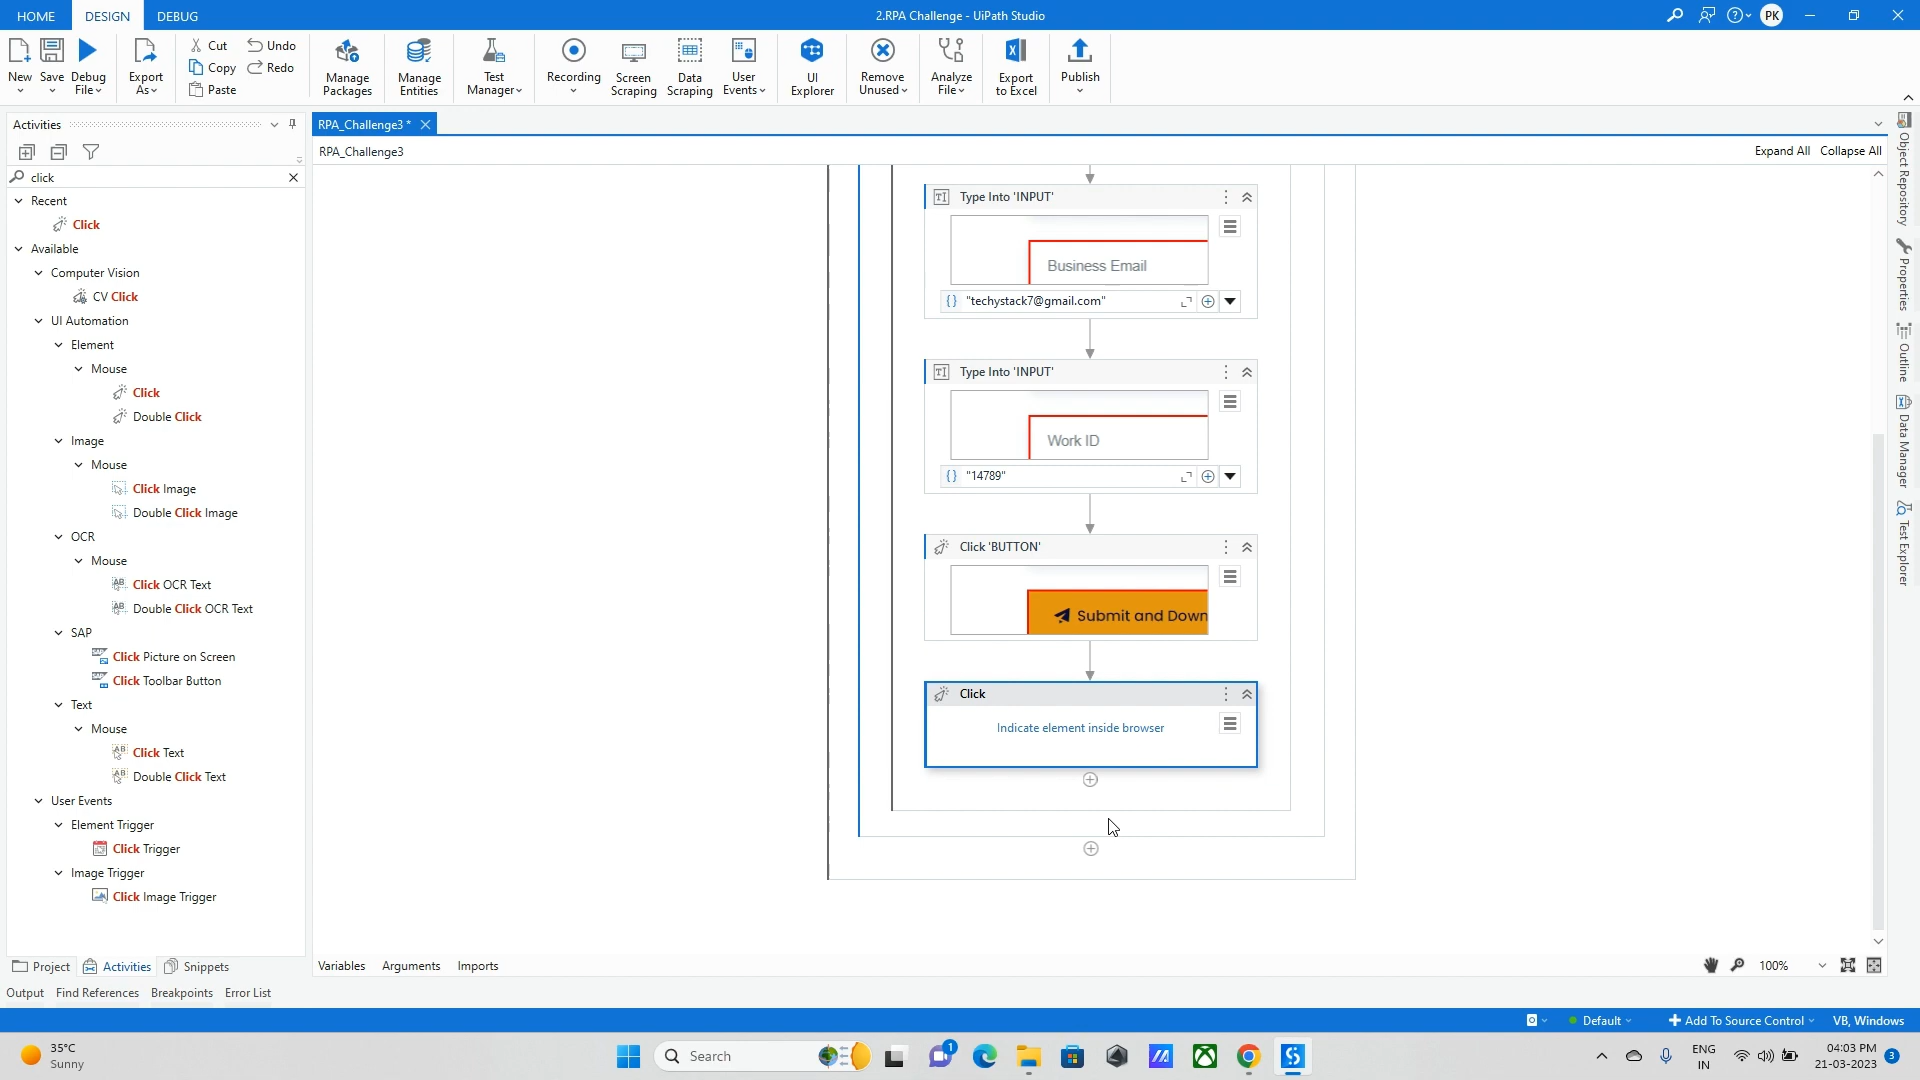 HOME DESIGN DEBUG 2.RPA Challenge - UiPath Studio PK
New Save Debug File Export As Cut Copy Paste Undo Redo Manage Packages Manage Entities Test Manager Recording Screen Scraping Data Scraping User Events UI Explorer Remove Unused Analyze File Export to Excel Publish
Activities
RPA_Challenge3 *
RPA_Challenge3
Expand All Collapse All
click
Recent
Click
Available
Computer Vision
CV Click
UI Automation
Element
Mouse
Click
Double Click
Image
Mouse
Click Image
Double Click Image
OCR
Mouse
Click OCR Text
Double Click OCR Text
SAP
Click Picture on Screen
Click Toolbar Button
Text
Mouse
Click Text
Double Click Text
User Events
Element Trigger
Click Trigger
Image Trigger
Click Image Trigger
Type Into 'INPUT'
Business Email
"techystack7@gmail.com"
Type Into 'INPUT'
Work ID
"14789"
Click 'BUTTON'
Submit and Down
Click
Indicate element inside browser
Object Repository
Properties
Outline
Data Manager
Test Explorer
Project Activities Snippets
Variables Arguments Imports
100%
Output Find References Breakpoints Error List
Default Add To Source Control VB, Windows
35°C
Sunny
Search
1
ENG
IN
04:03 PM
21-03-2023
3